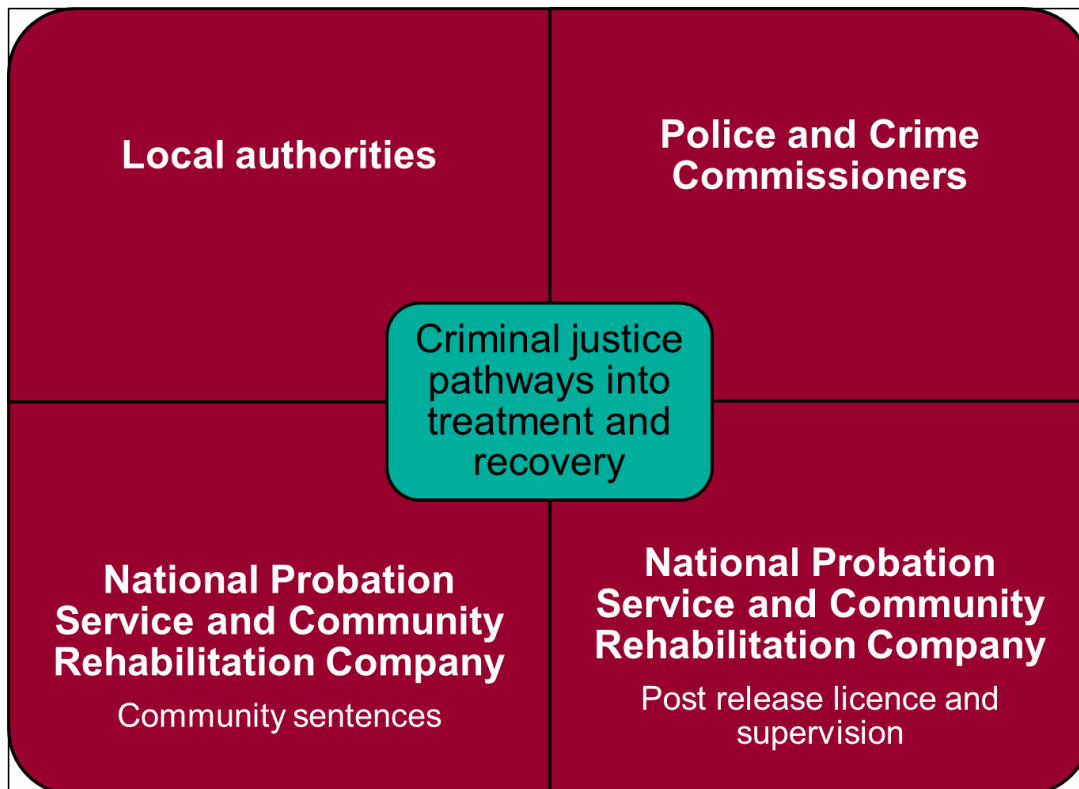 Local authorities
Police and Crime
Commissioners
Criminal justice
pathways into
treatment and
recovery
National Probation
Service and Community
Rehabilitation Company
Community sentences
National Probation
Service and Community
Rehabilitation Company
Post release licence and
supervision